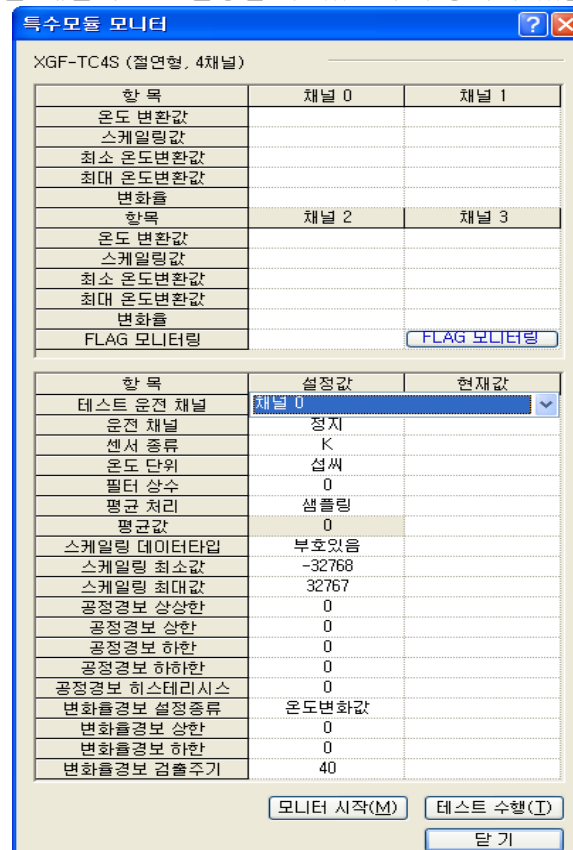 특수모듈 모니터
XGF-TC4S (절연형, 4채널)
항 목 채널 0 채널 1
온도 변환값
스케일링값
최소 온도변환값
최대 온도변환값
변화율
항목 채널 2 채널 3
온도 변환값
스케일링값
최소 온도변환값
최대 온도변환값
변화율
FLAG 모니터링 FLAG 모니터링
항 목 설정값 현재값
테스트 운전 채널 채널 0
운전 채널 정지
센서 종류 K
온도 단위 섭씨
필터 상수 0
평균 처리 샘플링
평균값 0
스케일링 데이터타입 부호있음
스케일링 최소값 -32768
스케일링 최대값 32767
공정경보 상상한 0
공정경보 상한 0
공정경보 하한 0
공정경보 하하한 0
공정경보 히스테리시스 0
변화율경보 설정종류 온도변화값
변화율경보 상한 0
변화율경보 하한 0
변화율경보 검출주기 40
모니터 시작(M) 테스트 수행(T)
닫 기